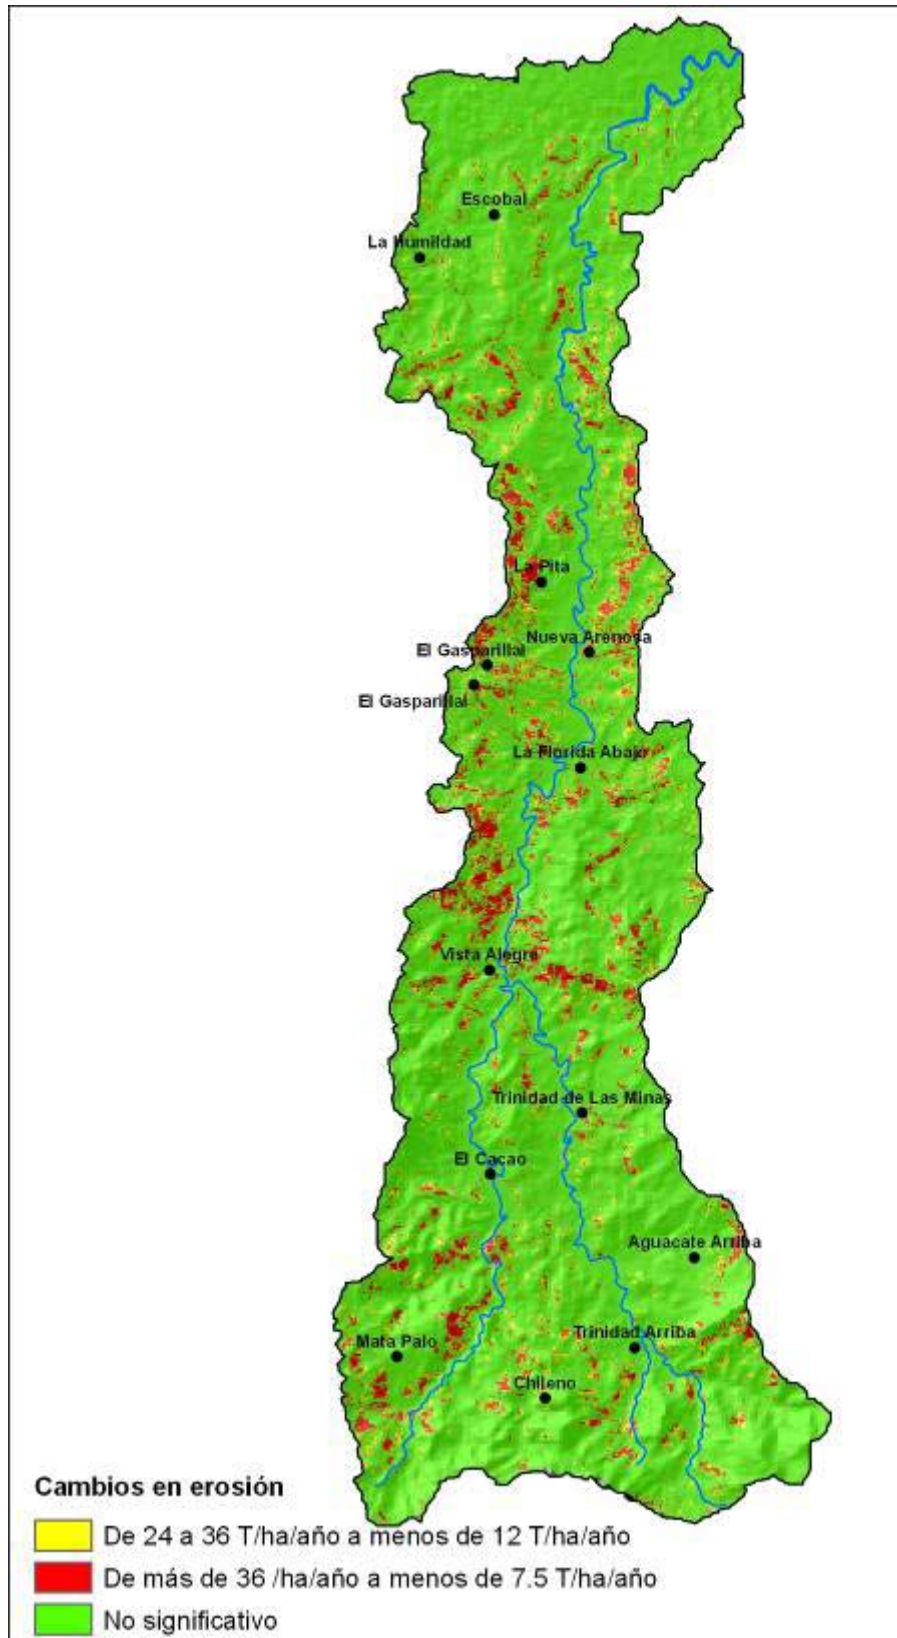 Escobal
La Humildad
La Pita
Nueva Arenosa
El Gasparillal
El Gasparillal
La Florida Abajo
Vista Alegre
Trinidad de Las Minas
El Cacao
Aguacate Arriba
Trinidad Arriba
Mata Palo
Chileno
Cambios en erosión
De 24 a 36 T/ha/año a menos de 12 T/ha/año
De más de 36 /ha/año a menos de 7.5 T/ha/año
No significativo